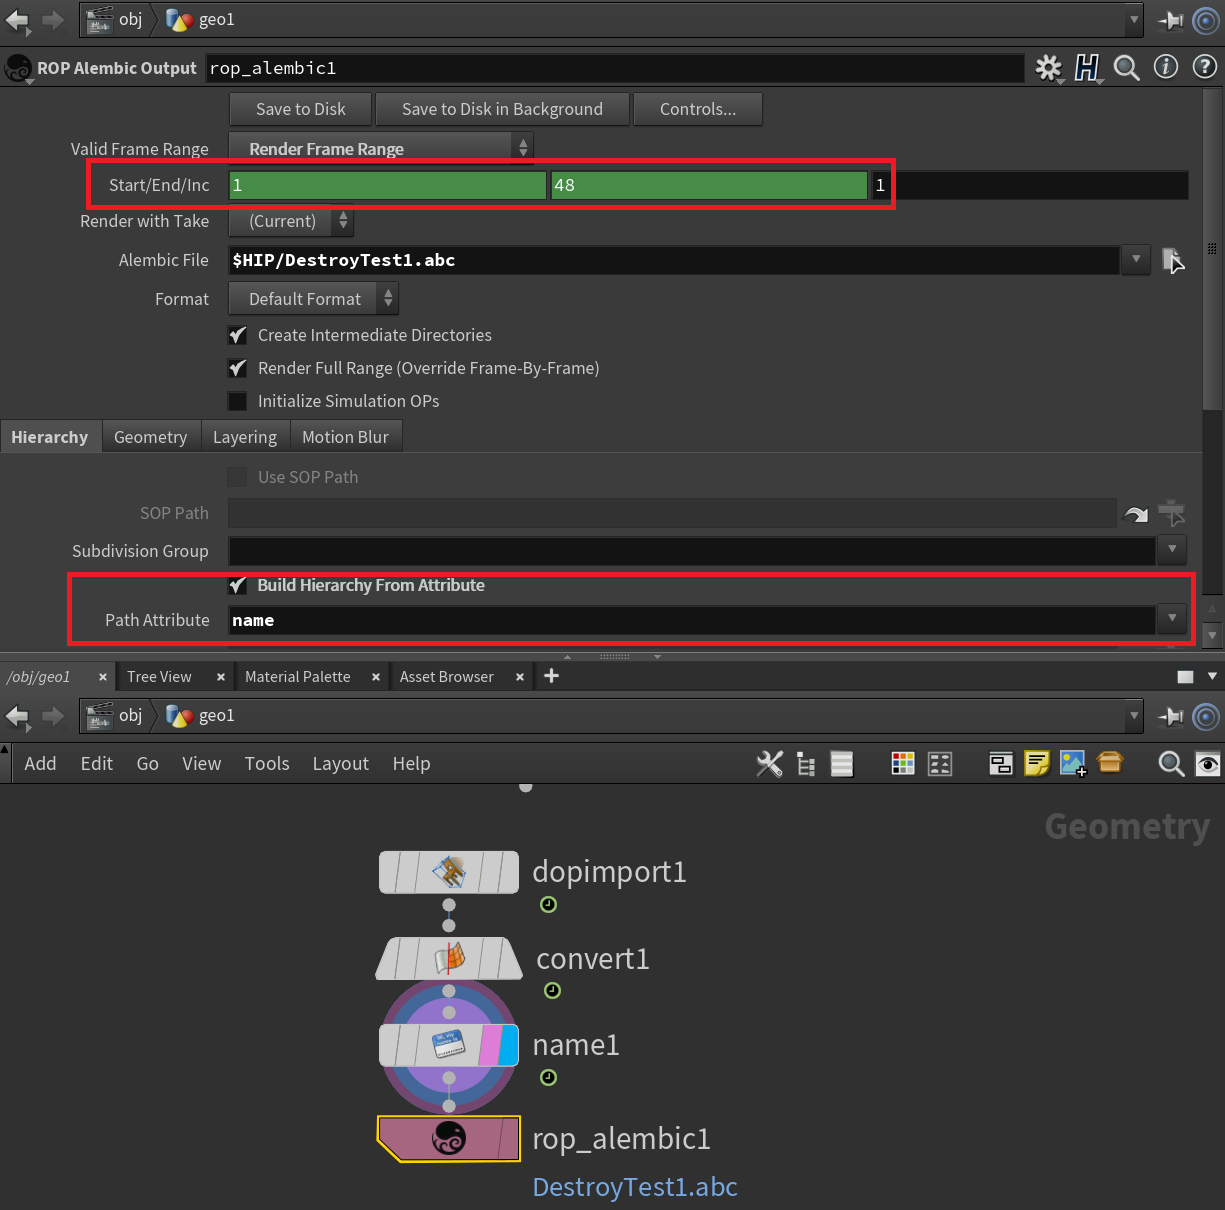 obj geo1
ROP Alembic Output rop_alembic1
Save to Disk Save to Disk in Background Controls...
Valid Frame Range Render Frame Range
Start/End/Inc 1 48 1
Render with Take (Current)
Alembic File $HIP/DestroyTest1.abc
Format Default Format
Create Intermediate Directories
Render Full Range (Override Frame-By-Frame)
Initialize Simulation OPs
Hierarchy Geometry Layering Motion Blur
Use SOP Path
SOP Path
Subdivision Group
Build Hierarchy From Attribute
Path Attribute name
/obj/geo1 × Tree View × Material Palette × Asset Browser × +
obj geo1
Add Edit Go View Tools Layout Help
Geometry
dopimport1
convert1
name1
rop_alembic1
DestroyTest1.abc